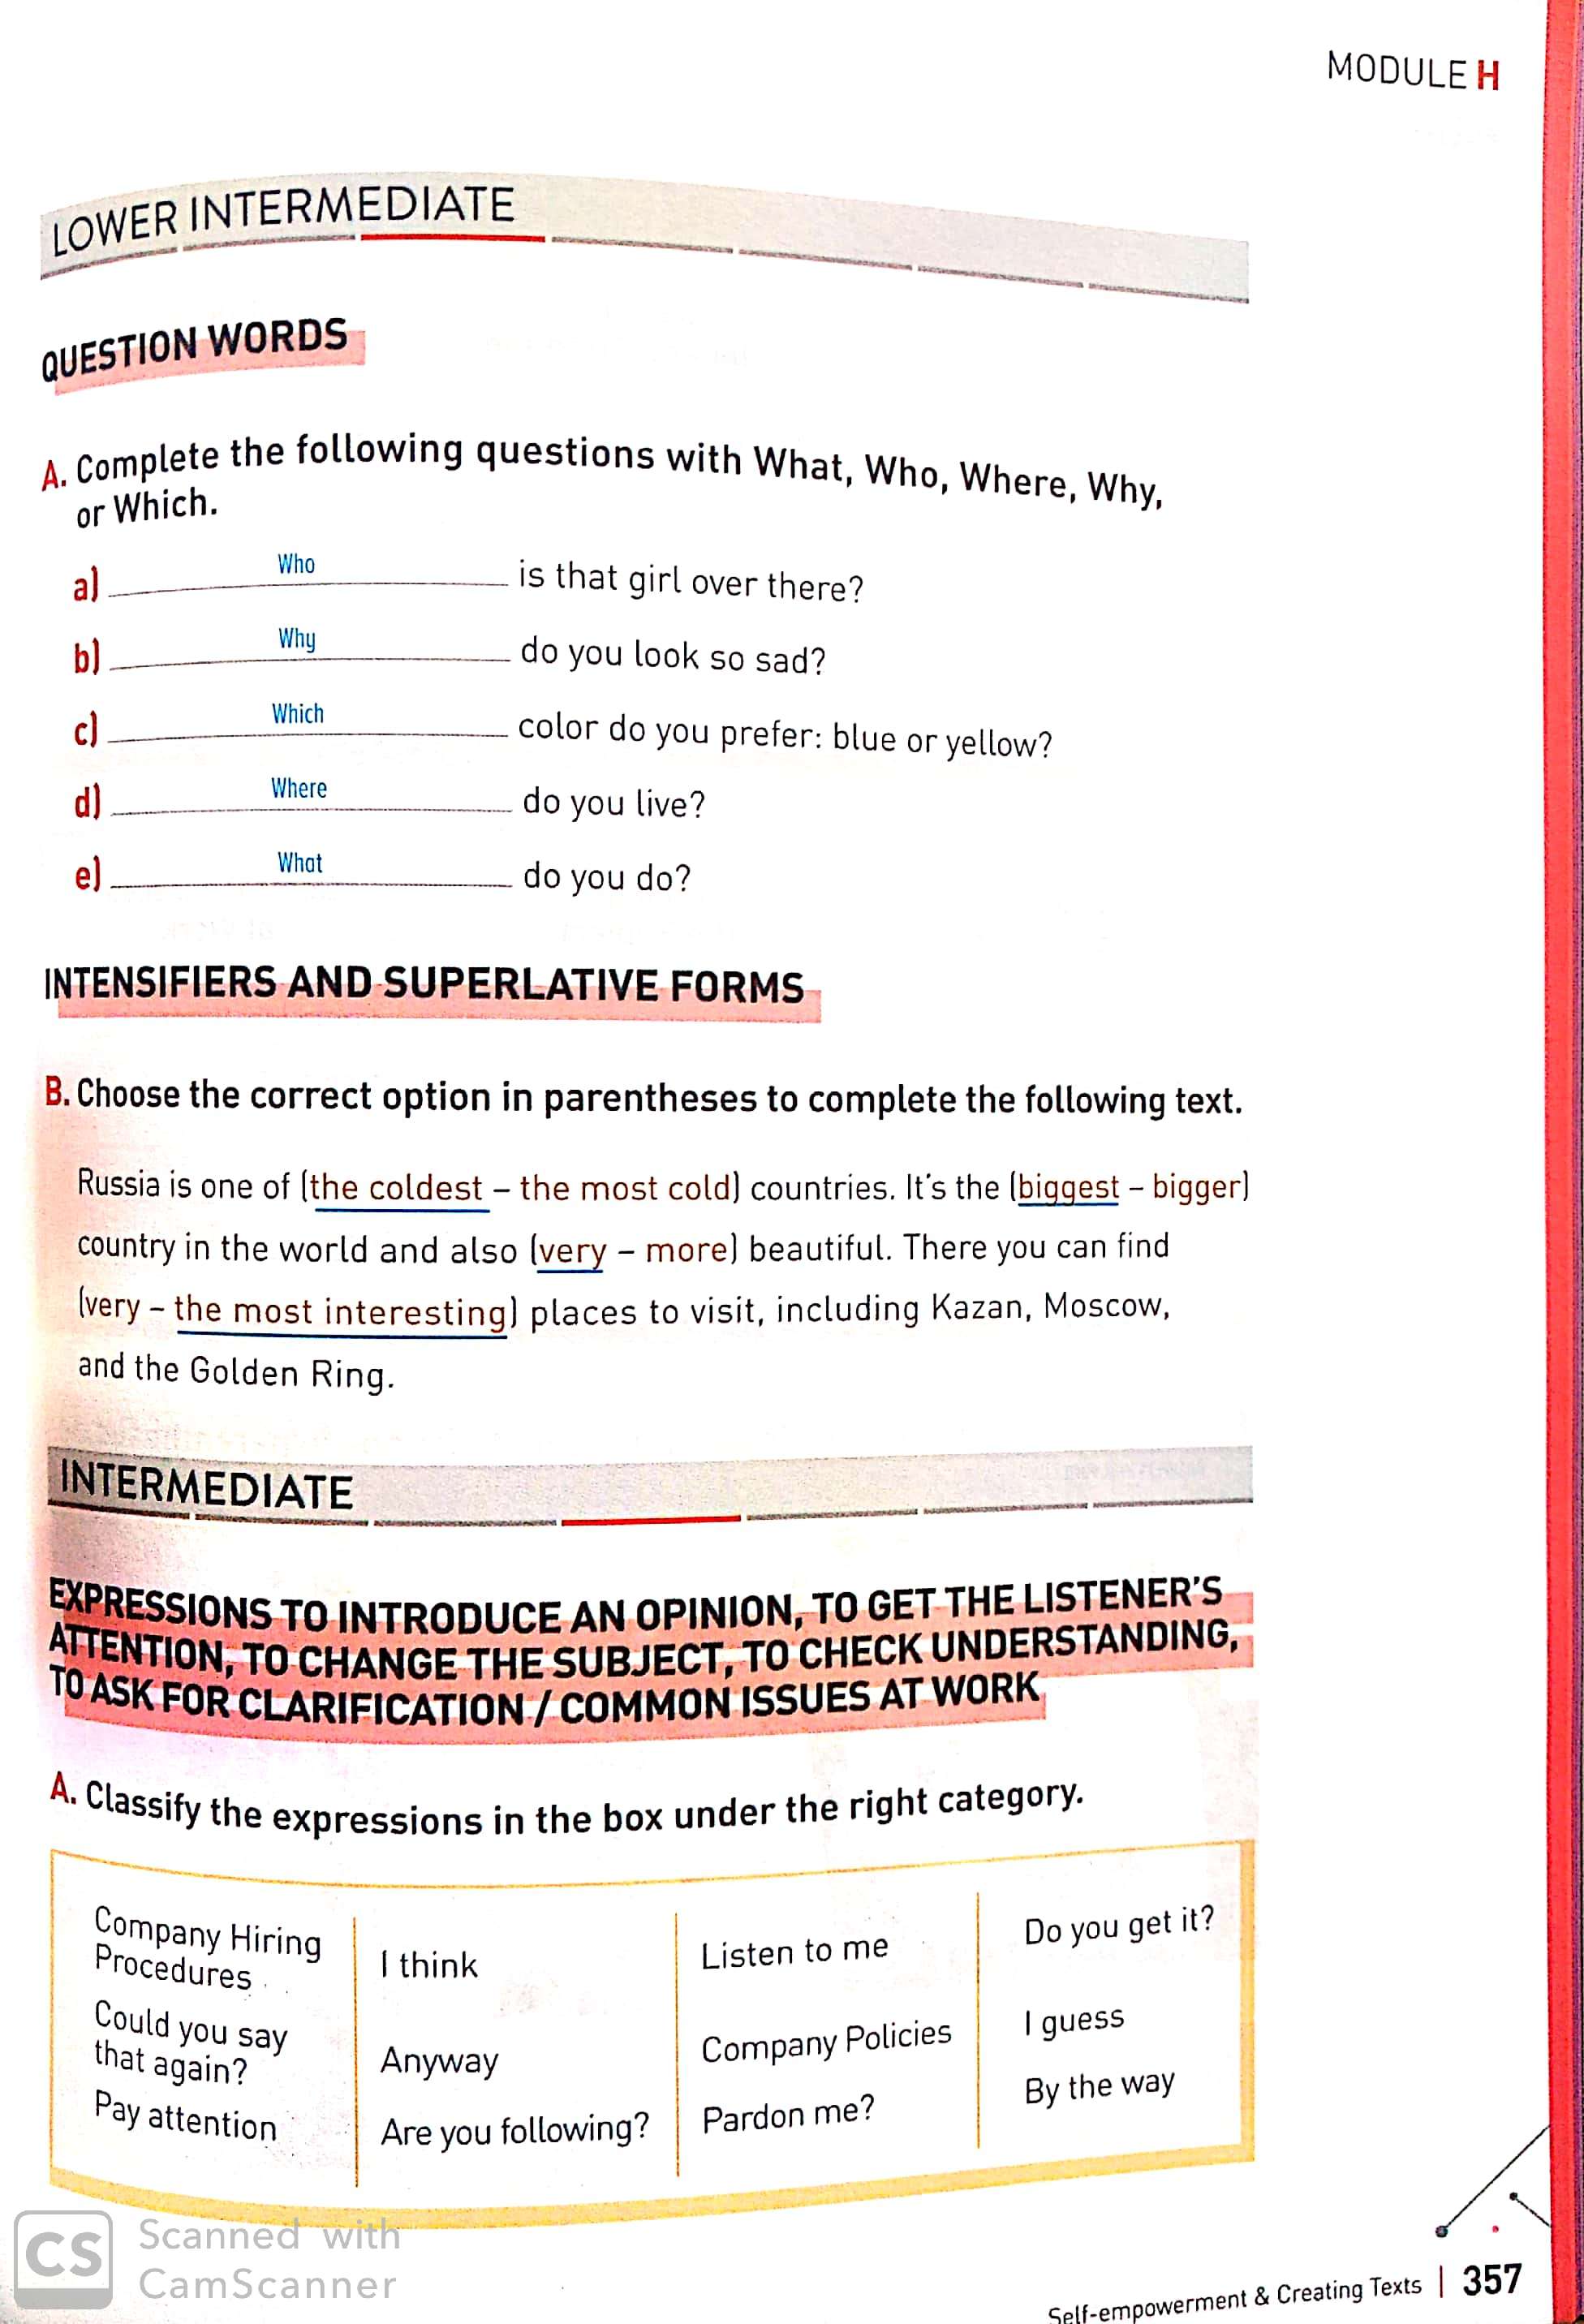 MODULE H
LOWER INTERMEDIATE
QUESTION WORDS
A. Complete the following questions with What, Who, Where, Why,
or Which.
a) Who is that girl over there?
b) Why do you look so sad?
c) Which color do you prefer: blue or yellow?
d) Where do you live?
e) What do you do?
INTENSIFIERS AND SUPERLATIVE FORMS
B. Choose the correct option in parentheses to complete the following text.
Russia is one of (the coldest – the most cold) countries. It's the (biggest – bigger)
country in the world and also (very – more) beautiful. There you can find
(very – the most interesting) places to visit, including Kazan, Moscow,
and the Golden Ring.
INTERMEDIATE
EXPRESSIONS TO INTRODUCE AN OPINION, TO GET THE LISTENER'S
ATTENTION, TO CHANGE THE SUBJECT, TO CHECK UNDERSTANDING,
TO ASK FOR CLARIFICATION / COMMON ISSUES AT WORK
A. Classify the expressions in the box under the right category.
Company Hiring
Procedures
Could you say
that again?
Pay attention
I think
Anyway
Are you following?
Listen to me
Company Policies
Pardon me?
Do you get it?
I guess
By the way
CS Scanned with
CamScanner
Self-empowerment & Creating Texts | 357